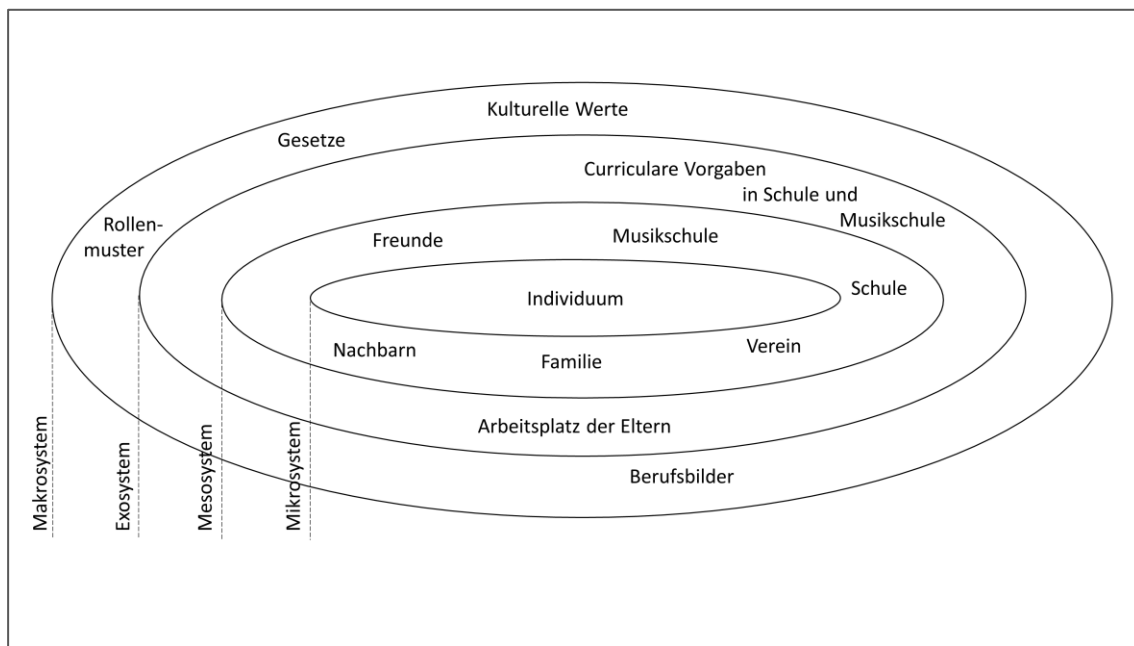 Kulturelle Werte
Gesetze
Curriculare Vorgaben
in Schule und
Musikschule
Rollen-
muster
Freunde
Musikschule
Schule
Individuum
Nachbarn
Familie
Verein
Arbeitsplatz der Eltern
Berufsbilder
Makrosystem
Exosystem
Mesosystem
Mikrosystem